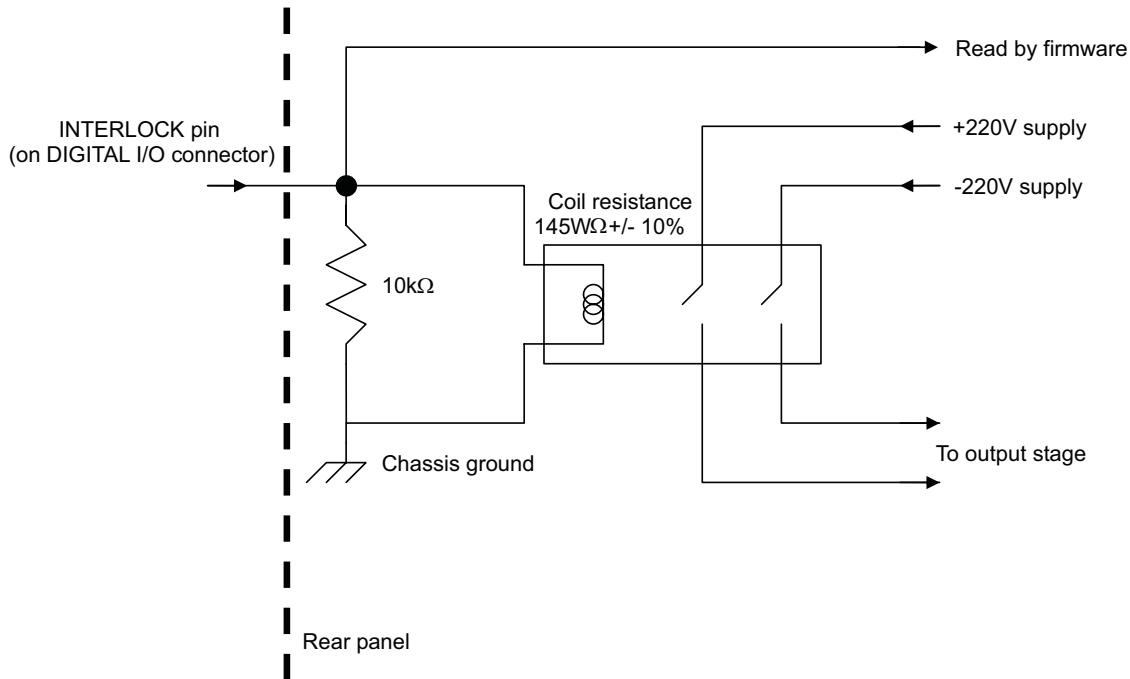 Read by firmware
INTERLOCK pin
(on DIGITAL I/O connector)
+220V supply
-220V supply
Coil resistance
145WΩ+/- 10%
10kΩ
Chassis ground
To output stage
Rear panel